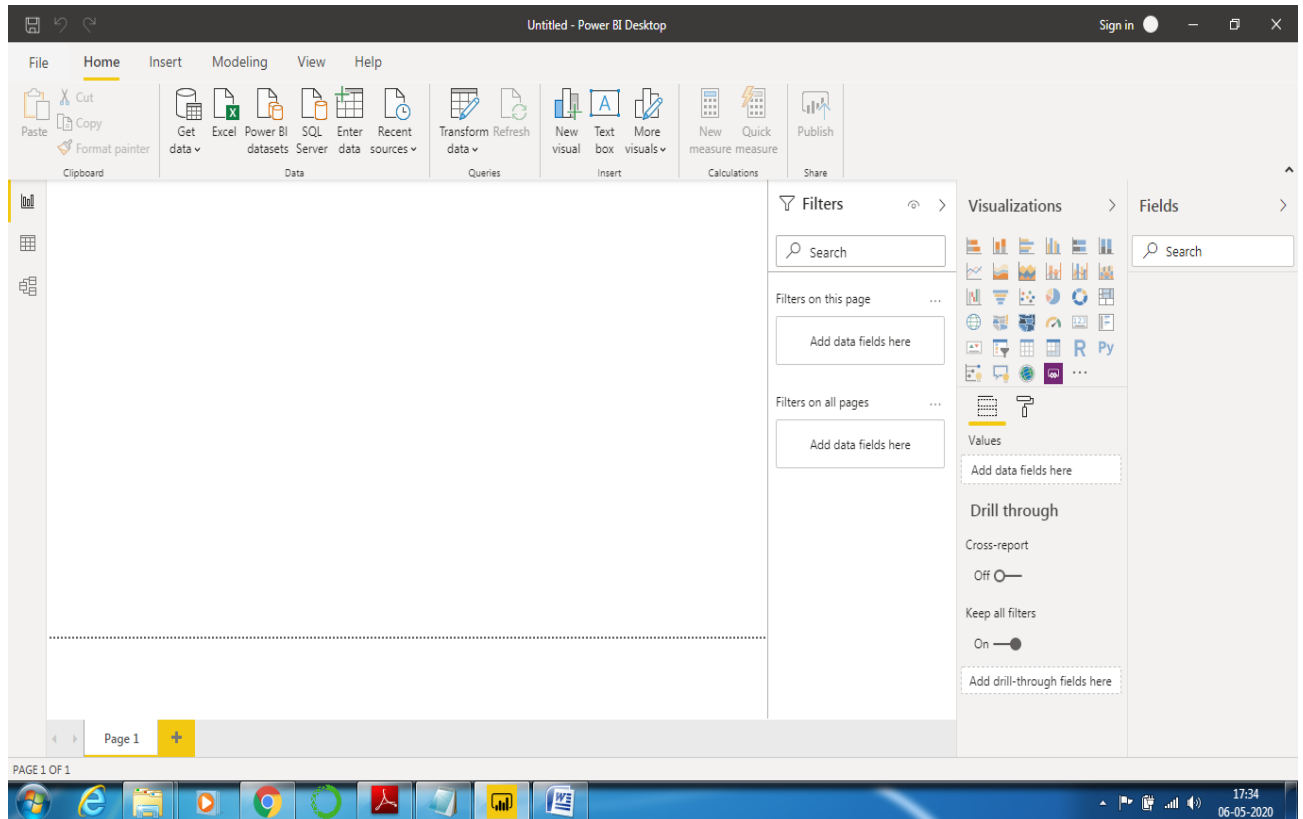 Untitled - Power BI Desktop
Sign in
File Home Insert Modeling View Help
Paste
Cut
Copy
Format painter
Clipboard
Get data
Excel
Power BI datasets
SQL Server
Enter data
Recent sources
Data
Transform data
Refresh
Queries
New visual
Text box
More visuals
Insert
New measure
Quick measure
Calculations
Publish
Share
Filters
Search
Filters on this page ...
Add data fields here
Filters on all pages ...
Add data fields here
Visualizations
123
R Py
...
Values
Add data fields here
Drill through
Cross-report
Off
Keep all filters
On
Add drill-through fields here
Fields
Search
Page 1 +
PAGE 1 OF 1
17:34
06-05-2020